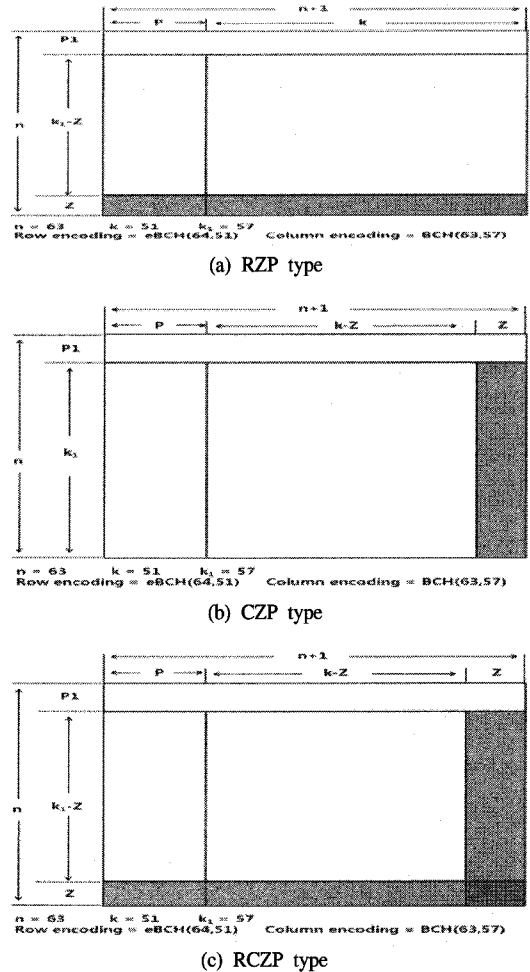 n+1
P k
P1
n k₁-Z
Z
n = 63 k = 51 k₁ = 57
Row encoding = eBCH(64,51) Column encoding = BCH(63,57)
(a) RZP type
n+1
P k-Z Z
P1
n k₁
n = 63 k = 51 k₁ = 57
Row encoding = eBCH(64,51) Column encoding = BCH(63,57)
(b) CZP type
n+1
P k-Z Z
P1
n k₁-Z
Z
n = 63 k = 51 k₁ = 57
Row encoding = eBCH(64,51) Column encoding = BCH(63,57)
(c) RCZP type